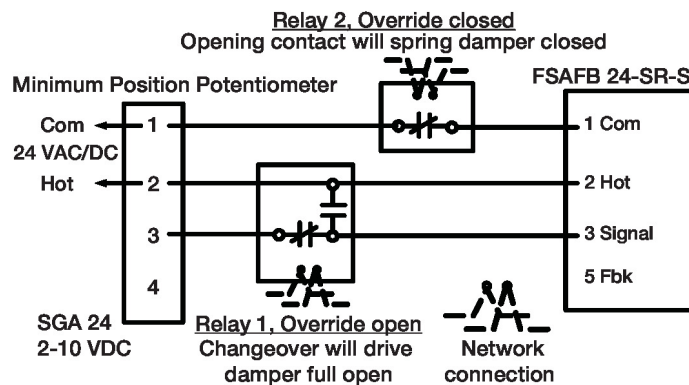 Relay 2, Override closed
Opening contact will spring damper closed
Minimum Position Potentiometer
FSAFB 24-SR-S
Com 1 1 Com
24 VAC/DC
Hot 2 2 Hot
3 3 Signal
4 5 Fbk
SGA 24
2-10 VDC
Relay 1, Override open
Changeover will drive
damper full open
Network
connection